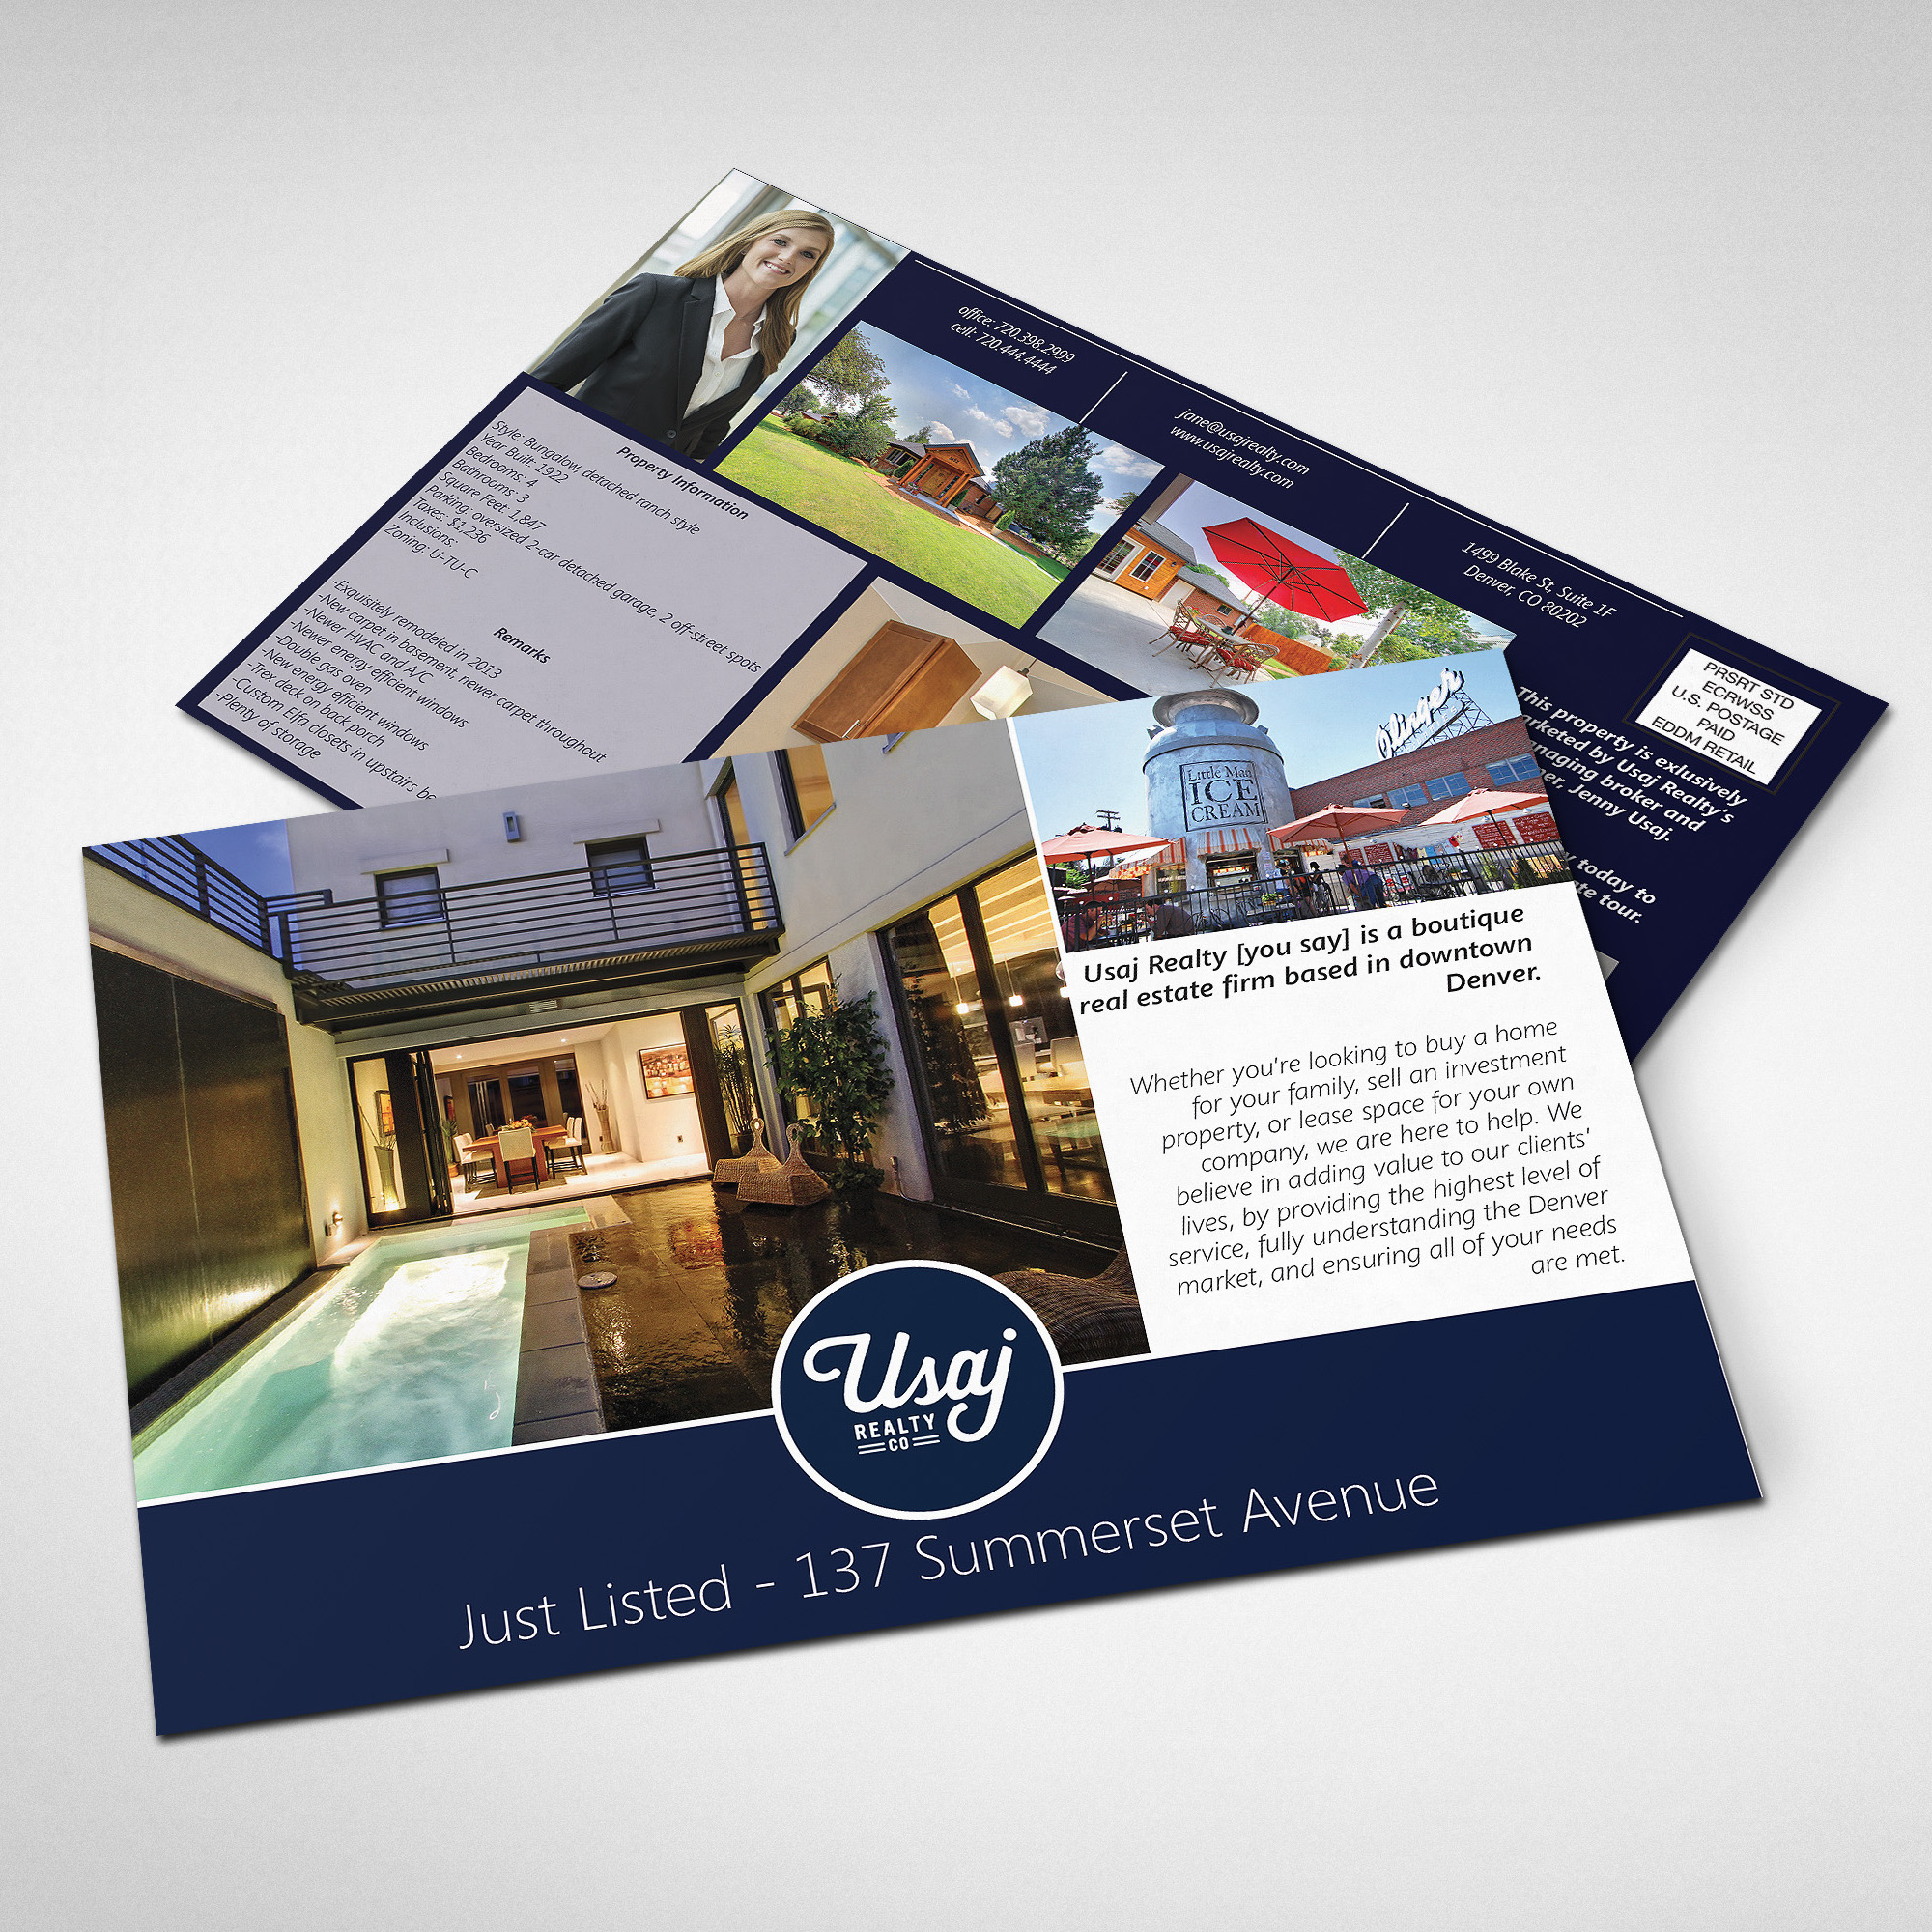 office: 720.398.2999
cell: 720.444.4444
jane@usajrealty.com
www.usajrealty.com
1499 Blake St, Suite 1F
Denver, CO 80202
PRSRT STD
ECRWSS
U.S. POSTAGE
PAID
EDDM RETAIL
Property Information
Style: Bungalow, detached ranch style
Year Built: 1922
Bedrooms: 4
Bathrooms: 3
Square Feet: 1,847
Parking: oversized 2-car detached garage, 2 off-street spots
Taxes: $1,236
Inclusions:
Zoning: U-TU-C
Remarks
-Exquisitely remodeled in 2013
-New carpet in basement, newer carpet throughout
-Newer HVAC and A/C
-Newer energy efficient windows
-Double gas oven
-New energy efficient windows
-Trex deck on back porch
-Custom Elfa closets in upstairs be
-Plenty of storage
This property is exlusively
rketed by Usaj Realty's
naging broker and
er, Jenny Usaj.
y today to
te tour.
Olinger
Little Man
ICE
CREAM
Usaj Realty [you say] is a boutique
real estate firm based in downtown
Denver.
Whether you're looking to buy a home
for your family, sell an investment
property, or lease space for your own
company, we are here to help. We
believe in adding value to our clients'
lives, by providing the highest level of
service, fully understanding the Denver
market, and ensuring all of your needs
are met.
Usaj
REALTY
CO
Just Listed - 137 Summerset Avenue